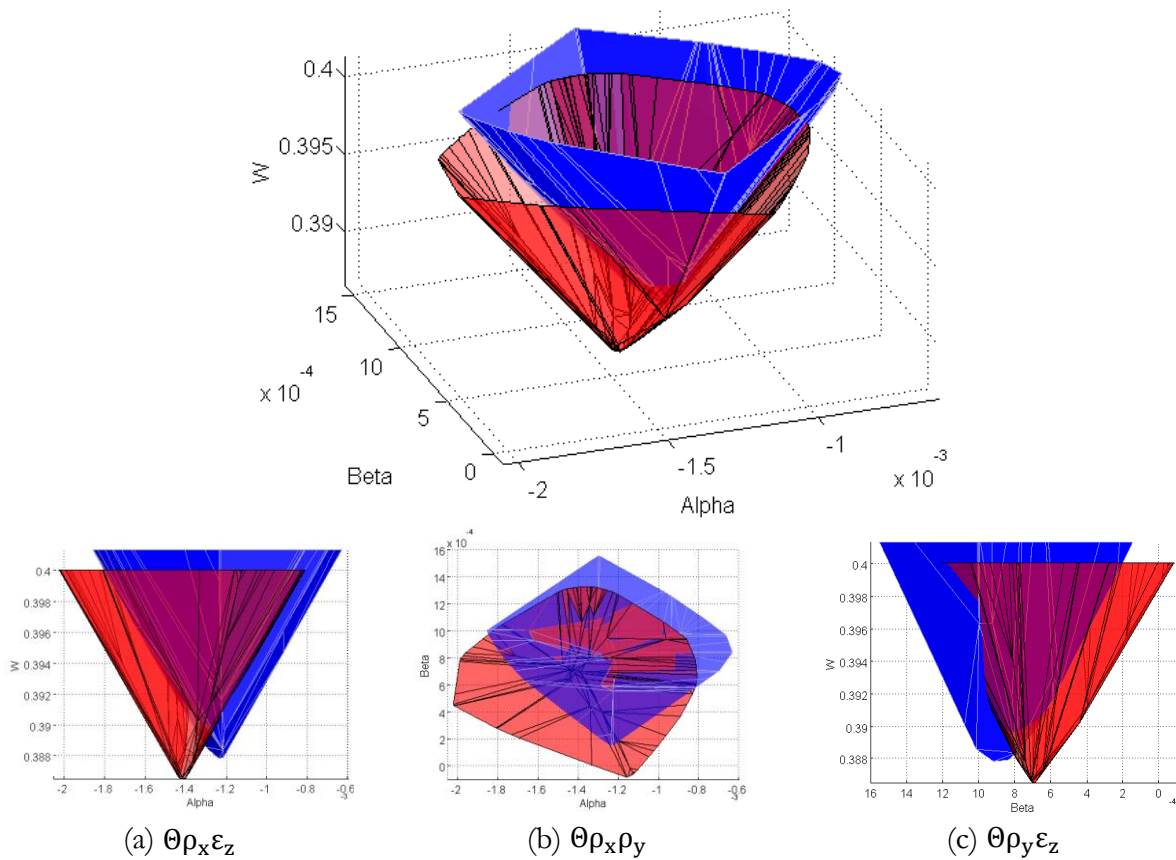 0.4
0.395
0.39
W
15
10
5
0
x 10 -4
Beta
-2
-1.5
-1
x 10 -3
Alpha
0.4
0.398
0.396
0.394
0.392
0.39
0.388
W
-2 -1.8 -1.6 -1.4 -1.2 -1 -0.8 -0.6
Alpha
-3
x 10 -4
16
14
12
10
8
6
4
2
0
Beta
-2 -1.8 -1.6 -1.4 -1.2 -1 -0.8 -0.6
Alpha
-3
0.4
0.398
0.396
0.394
0.392
0.39
0.388
W
16 14 12 10 8 6 4 2 0
Beta
-4
(a) Θρxεz
(b) Θρxρy
(c) Θρyεz